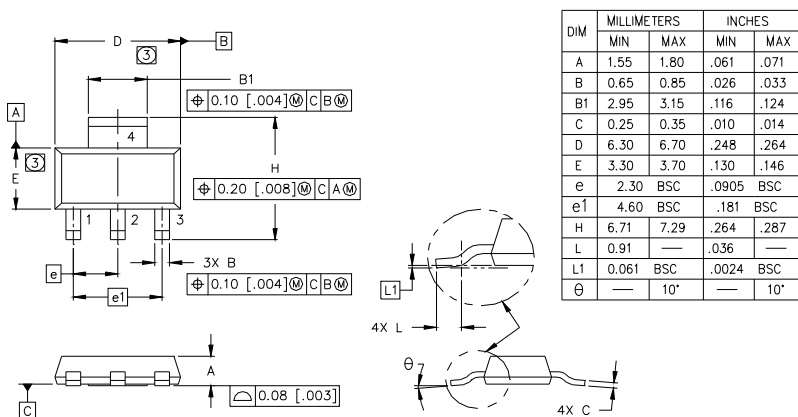 D
B
3
B1
⌖ 0.10 [.004]Ⓜ C BⓂ
A
4
3
E
H
⌖ 0.20 [.008]Ⓜ C AⓂ
1 2 3
e
3X B
e1
⌖ 0.10 [.004]Ⓜ C BⓂ
L1
4X L
A
θ
⌓ 0.08 [.003]
C
4X C
DIM MILLIMETERS INCHES
MIN MAX MIN MAX
A 1.55 1.80 .061 .071
B 0.65 0.85 .026 .033
B1 2.95 3.15 .116 .124
C 0.25 0.35 .010 .014
D 6.30 6.70 .248 .264
E 3.30 3.70 .130 .146
e 2.30 BSC .0905 BSC
e1 4.60 BSC .181 BSC
H 6.71 7.29 .264 .287
L 0.91 — .036 —
L1 0.061 BSC .0024 BSC
θ — 10° — 10°